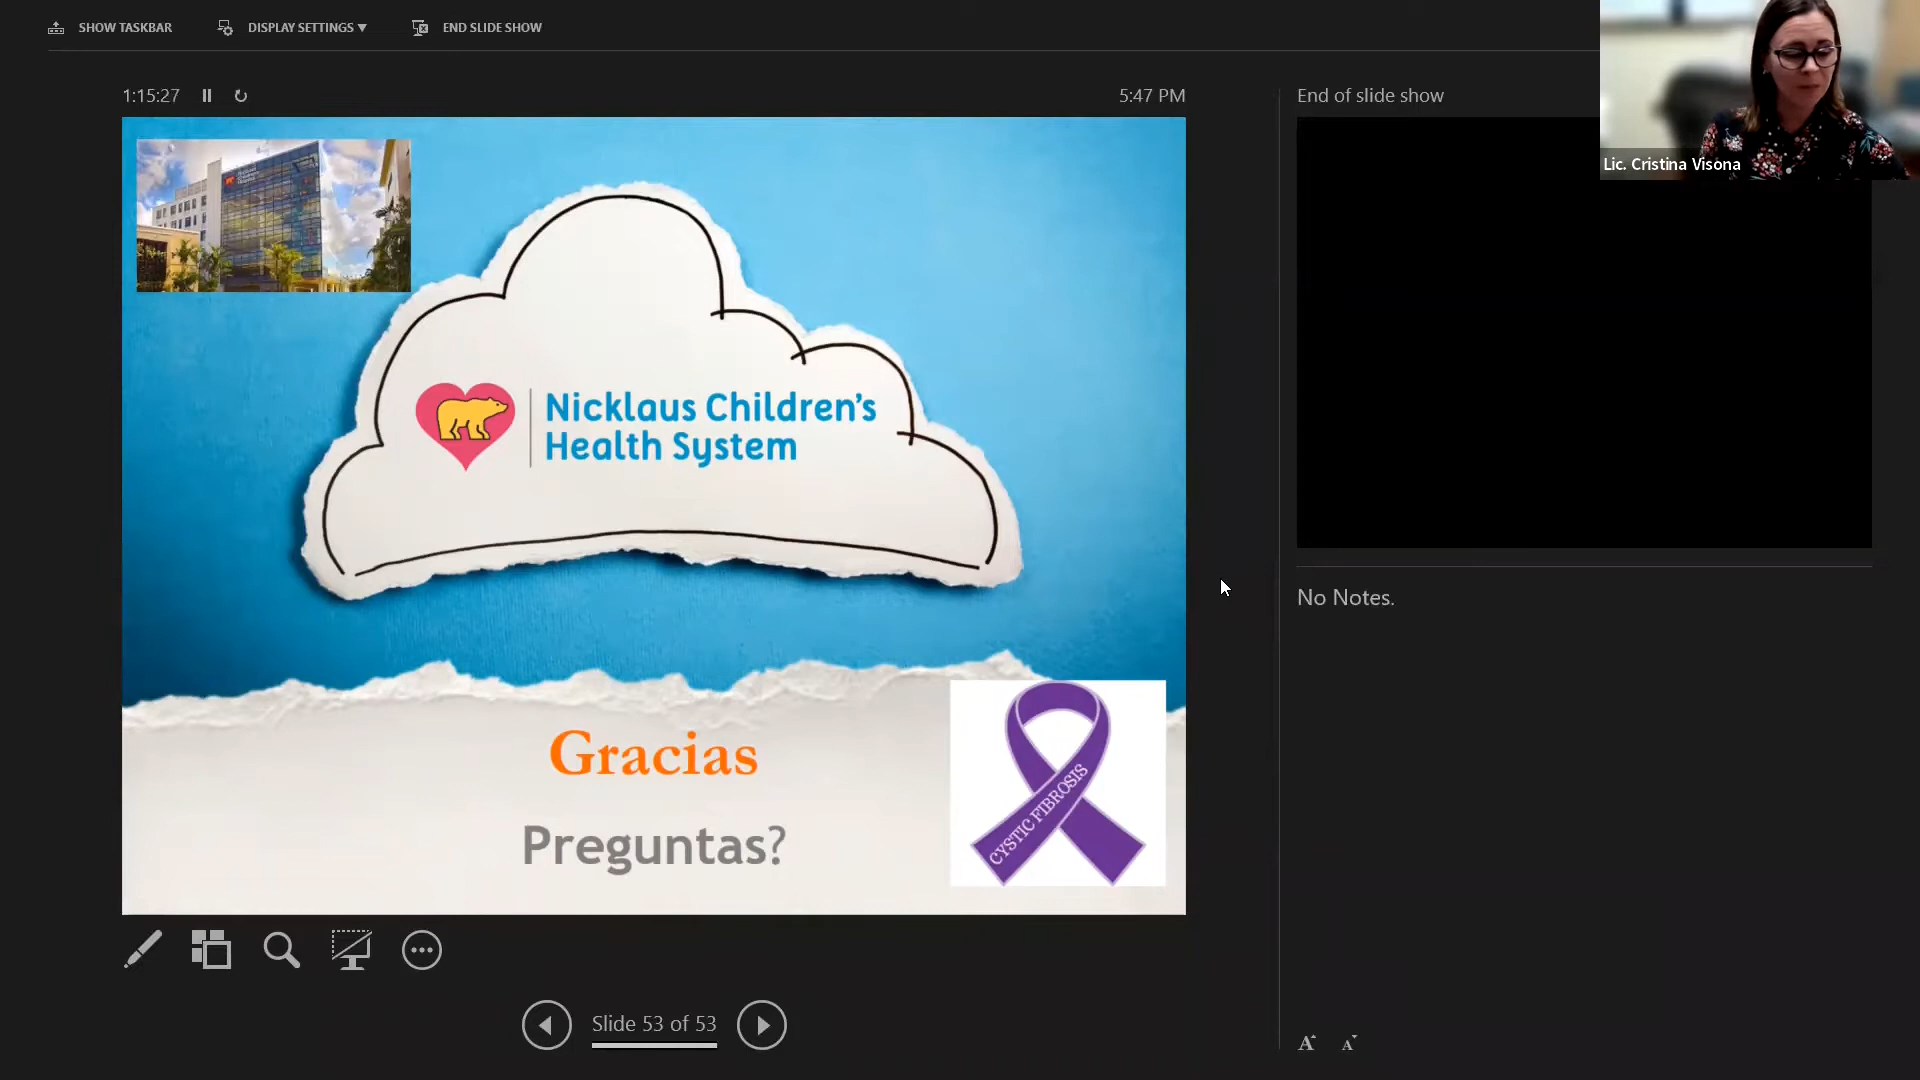 SHOW TASKBAR
DISPLAY SETTINGS ▾
END SLIDE SHOW
1:15:27
5:47 PM
End of slide show
Lic. Cristina Visona
Nicklaus Children's
Health System
CYSTIC FIBROSIS
Gracias
Preguntas?
No Notes.
Slide 53 of 53
A A